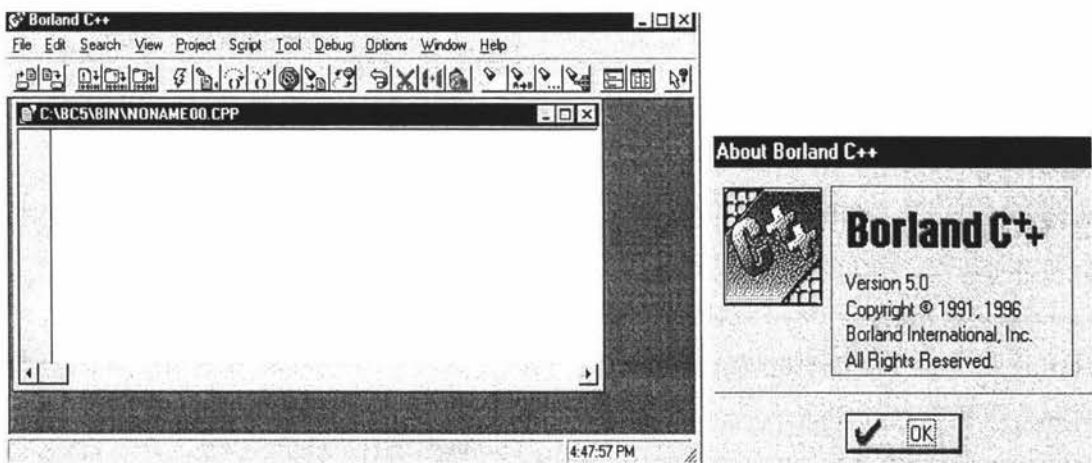 Borland C++
File Edit Search View Project Script Tool Debug Options Window Help
C:\BC5\BIN\NONAME00.CPP
4:47:57 PM
About Borland C++
C++
Borland C++
Version 5.0
Copyright © 1991, 1996
Borland International, Inc.
All Rights Reserved.
OK